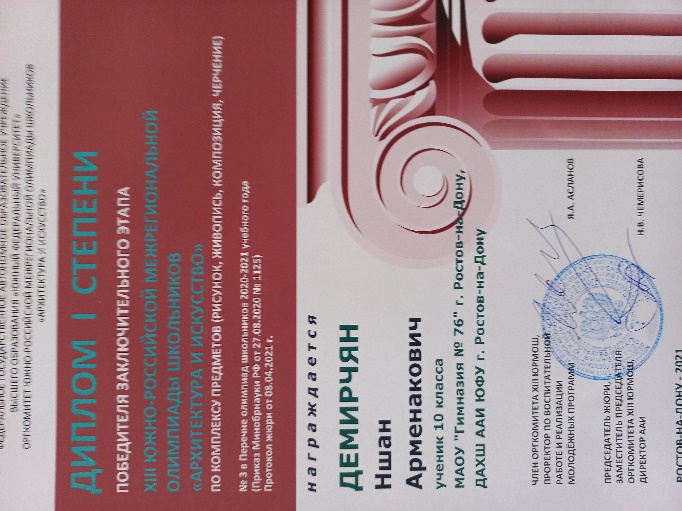 ФЕДЕРАЛЬНОЕ ГОСУДАРСТВЕННОЕ АВТОНОМНОЕ ОБРАЗОВАТЕЛЬНОЕ УЧРЕЖДЕНИЕ
ВЫСШЕГО ОБРАЗОВАНИЯ «ЮЖНЫЙ ФЕДЕРАЛЬНЫЙ УНИВЕРСИТЕТ»
ОРГКОМИТЕТ ЮЖНО-РОССИЙСКОЙ МЕЖРЕГИОНАЛЬНОЙ ОЛИМПИАДЫ ШКОЛЬНИКОВ
«АРХИТЕКТУРА И ИСКУССТВО»
ДИПЛОМ I СТЕПЕНИ
ПОБЕДИТЕЛЯ ЗАКЛЮЧИТЕЛЬНОГО ЭТАПА
XIII ЮЖНО-РОССИЙСКОЙ МЕЖРЕГИОНАЛЬНОЙ
ОЛИМПИАДЫ ШКОЛЬНИКОВ
«АРХИТЕКТУРА И ИСКУССТВО»
ПО КОМПЛЕКСУ ПРЕДМЕТОВ (РИСУНОК, ЖИВОПИСЬ, КОМПОЗИЦИЯ, ЧЕРЧЕНИЕ)
№ 3 в Перечне олимпиад школьников 2020-2021 учебного года
(Приказ Минобрнауки РФ от 27.08.2020 № 1125)
Протокол жюри от 08.04.2021 г.
награждается
ДЕМИРЧЯН
Ншан
Арменакович
ученик 10 класса
МАОУ "Гимназия № 76" г. Ростов-на-Дону,
ДАХШ ААИ ЮФУ г. Ростов-на-Дону
ЧЛЕН ОРГКОМИТЕТА XIII ЮРМОШ,
ПРОРЕКТОР ПО ВОСПИТАТЕЛЬНОЙ
РАБОТЕ И РЕАЛИЗАЦИИ
МОЛОДЁЖНЫХ ПРОГРАММ
Я.А. АСЛАНОВ
ПРЕДСЕДАТЕЛЬ ЖЮРИ,
ЗАМЕСТИТЕЛЬ ПРЕДСЕДАТЕЛЯ
ОРГКОМИТЕТА XIII ЮРМОШ,
ДИРЕКТОР ААИ
Н.В. ЧЕМЕРИСОВА
РОСТОВ-НА-ДОНУ - 2021